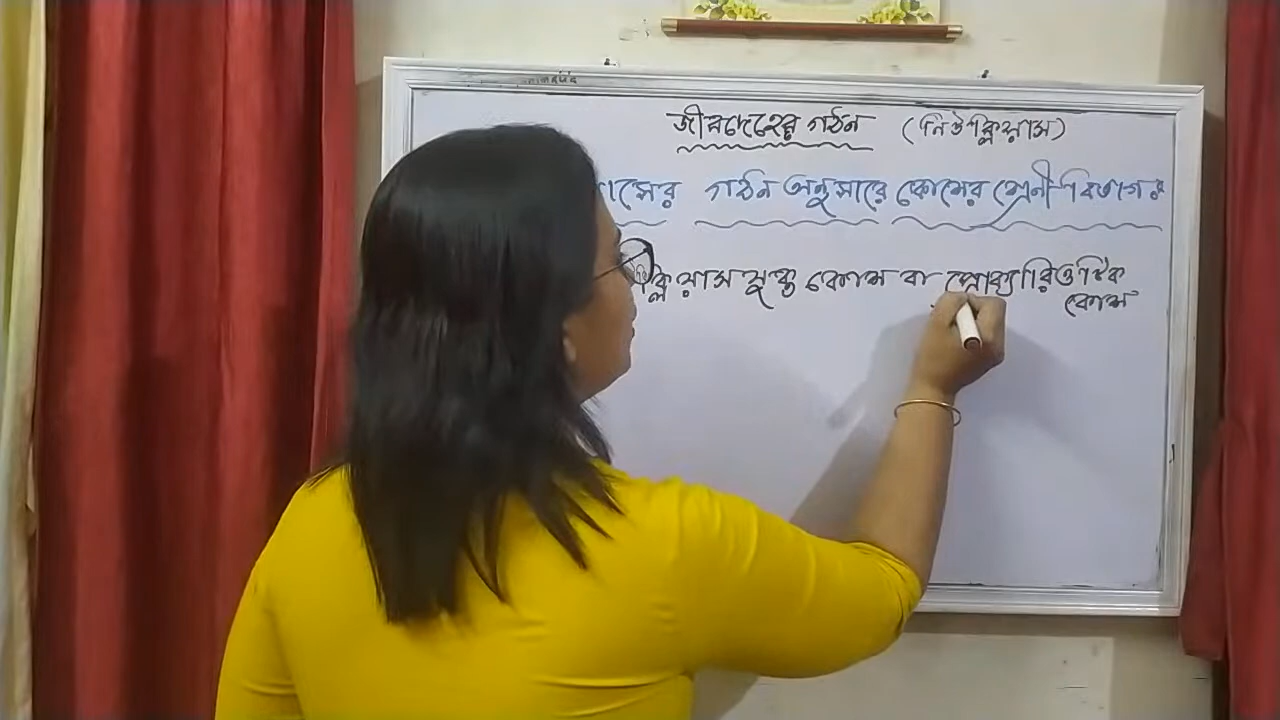 জীবদেহের গঠন (নিউক্লিয়াস)
গঠন অনুসারে কোষের শ্রেনী বিভাগ :
যুক্ত কোশ বা প্রোক্যারিওটিক
কোশ